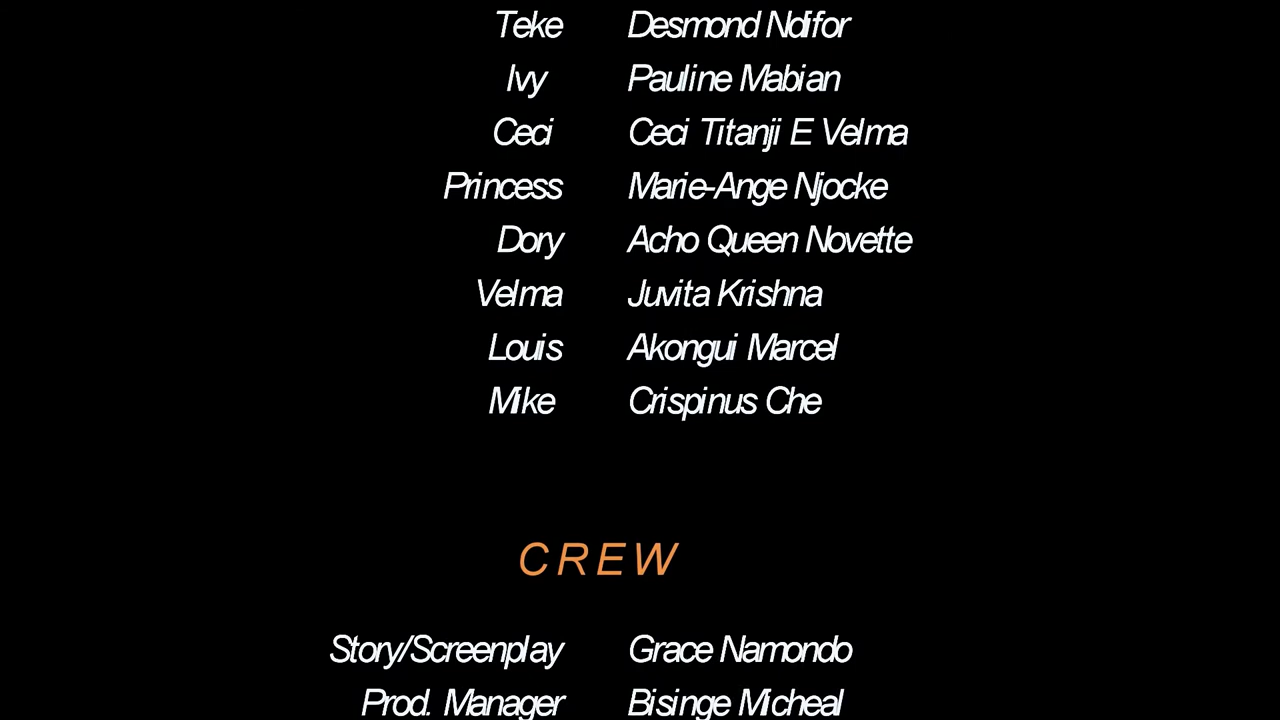 Teke Desmond Ndifor
Ivy Pauline Mabian
Ceci Ceci Titanji E Velma
Princess Marie-Ange Njocke
Dory Acho Queen Novette
Velma Juvita Krishna
Louis Akongui Marcel
Mike Crispinus Che
CREW
Story/Screenplay Grace Namondo
Prod. Manager Bisinge Micheal